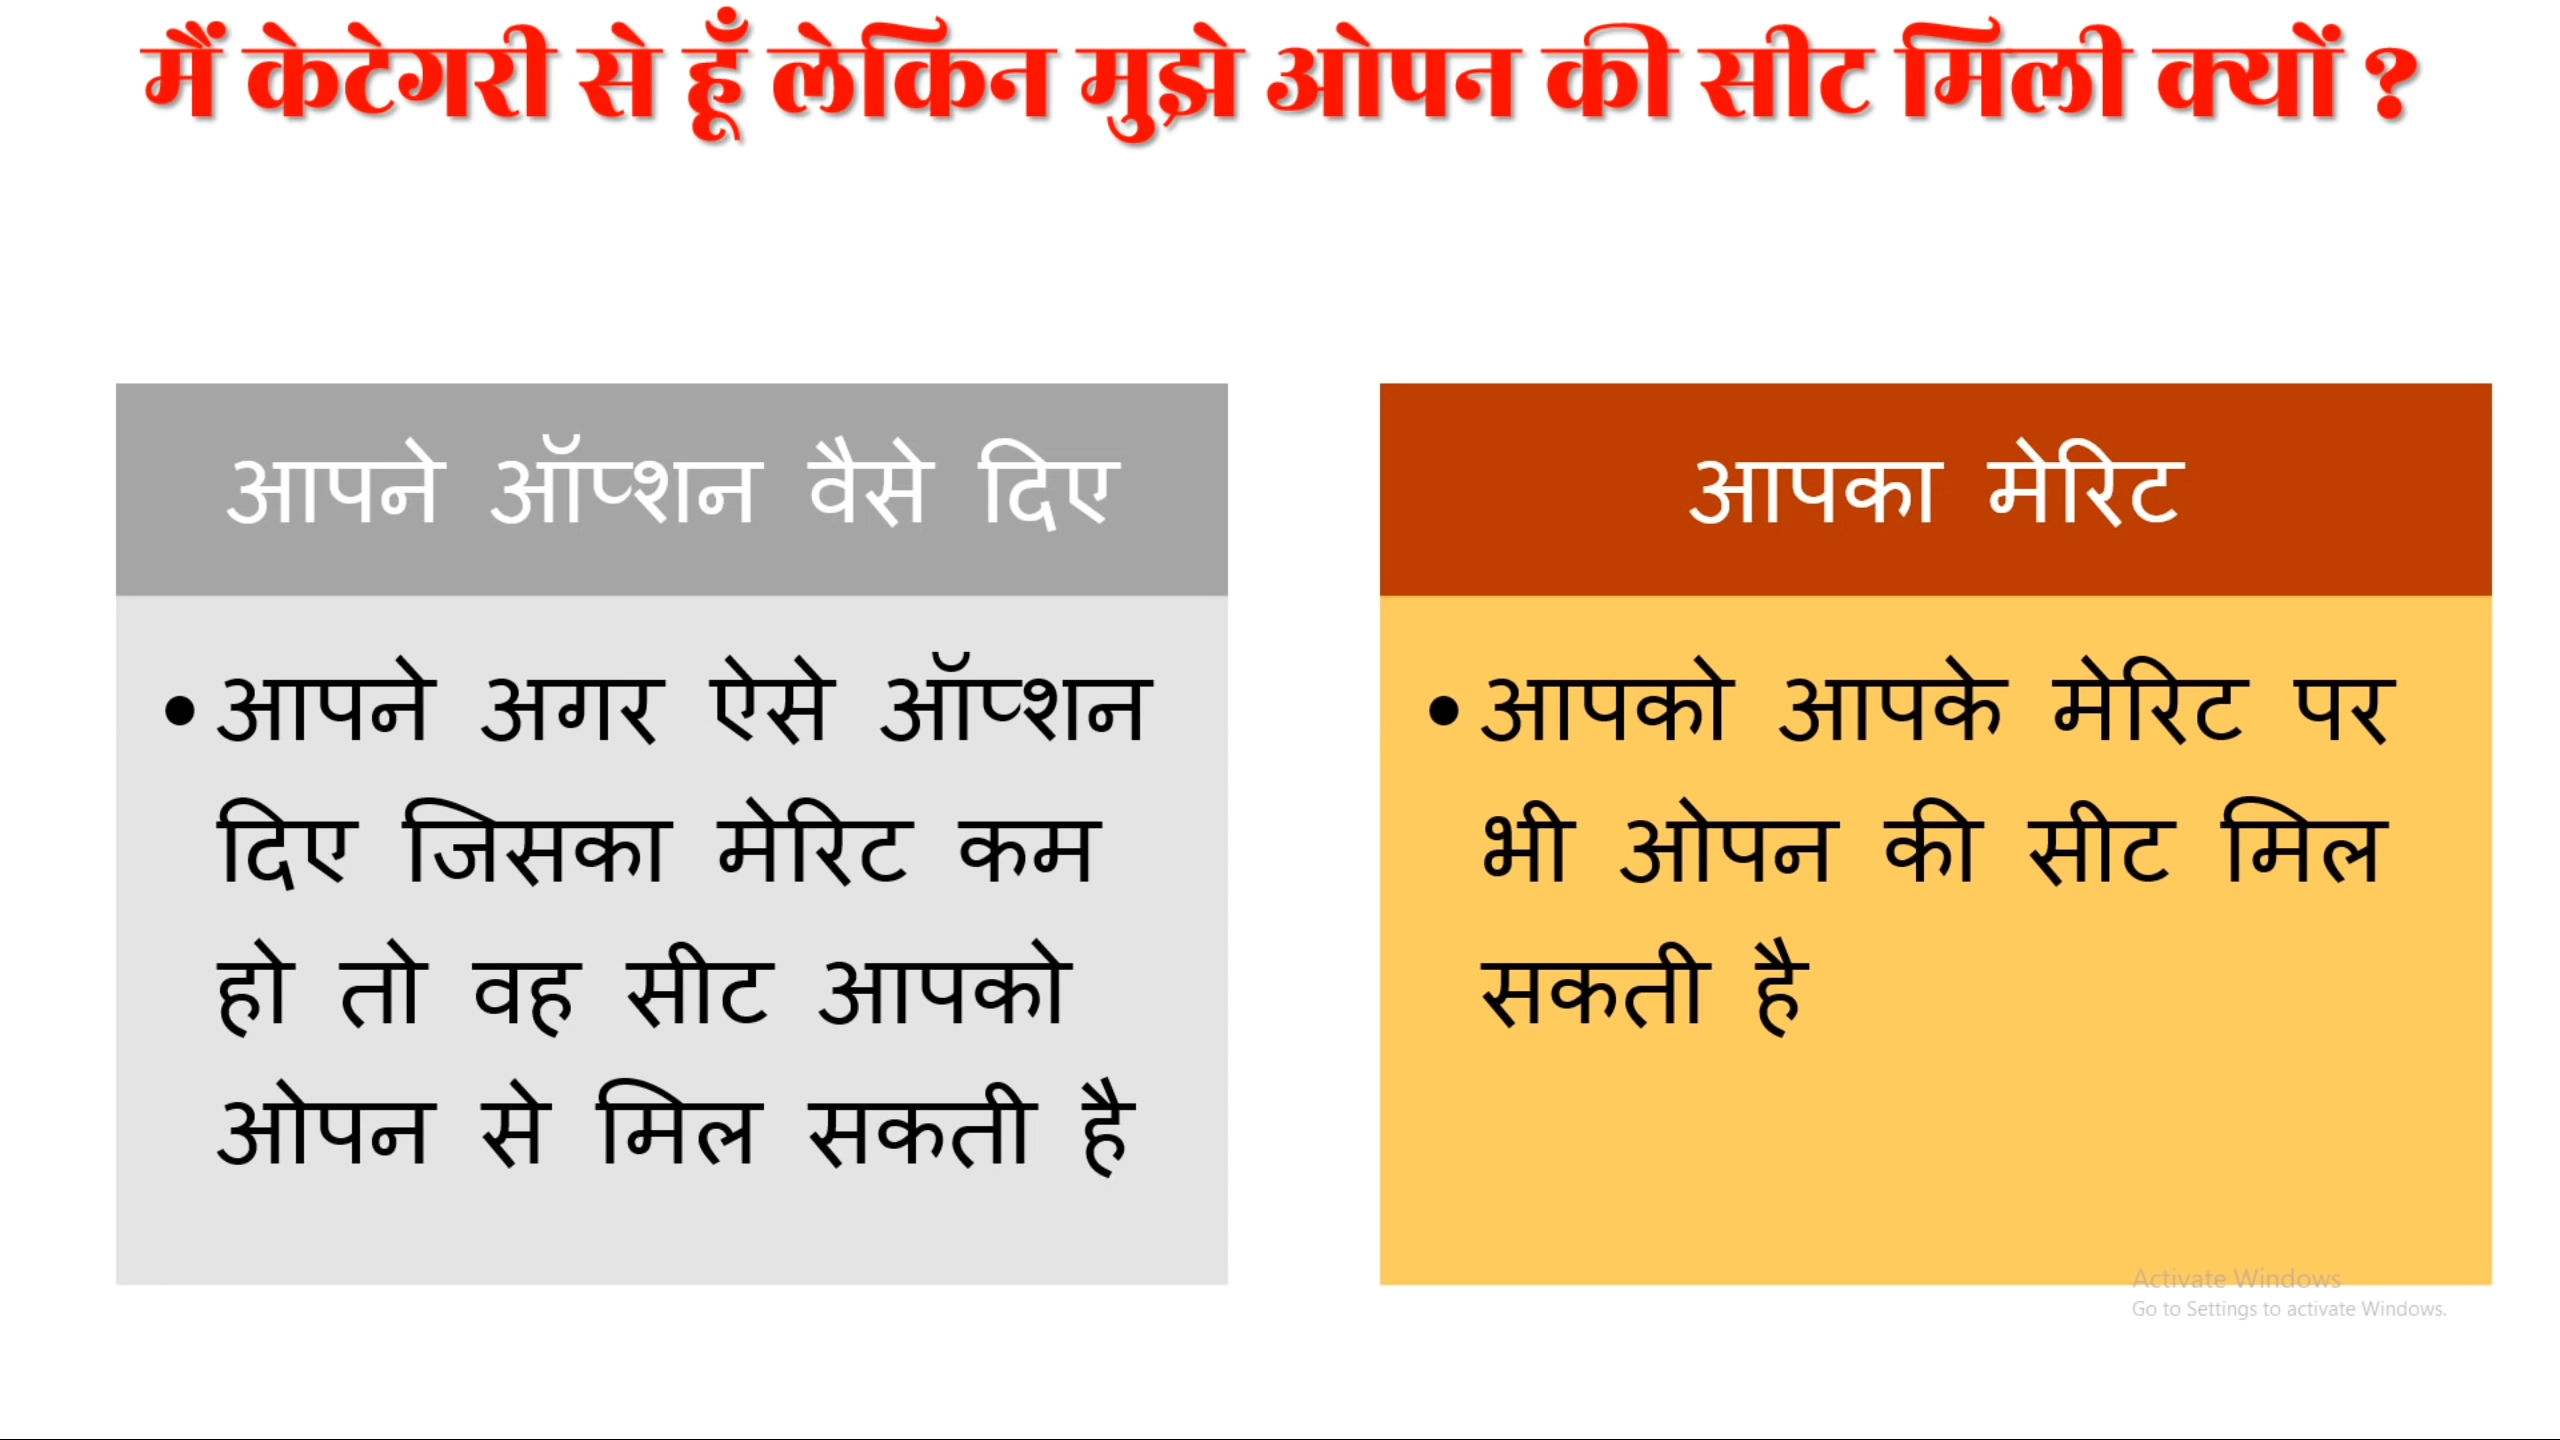 मैं केटेगरी से हूँ लेकिन मुझे ओपन की सीट मिली क्यों ?
आपने ऑप्शन वैसे दिए
• आपने अगर ऐसे ऑप्शन
दिए जिसका मेरिट कम
हो तो वह सीट आपको
ओपन से मिल सकती है
आपका मेरिट
• आपको आपके मेरिट पर
भी ओपन की सीट मिल
सकती है
Activate Windows
Go to Settings to activate Windows.